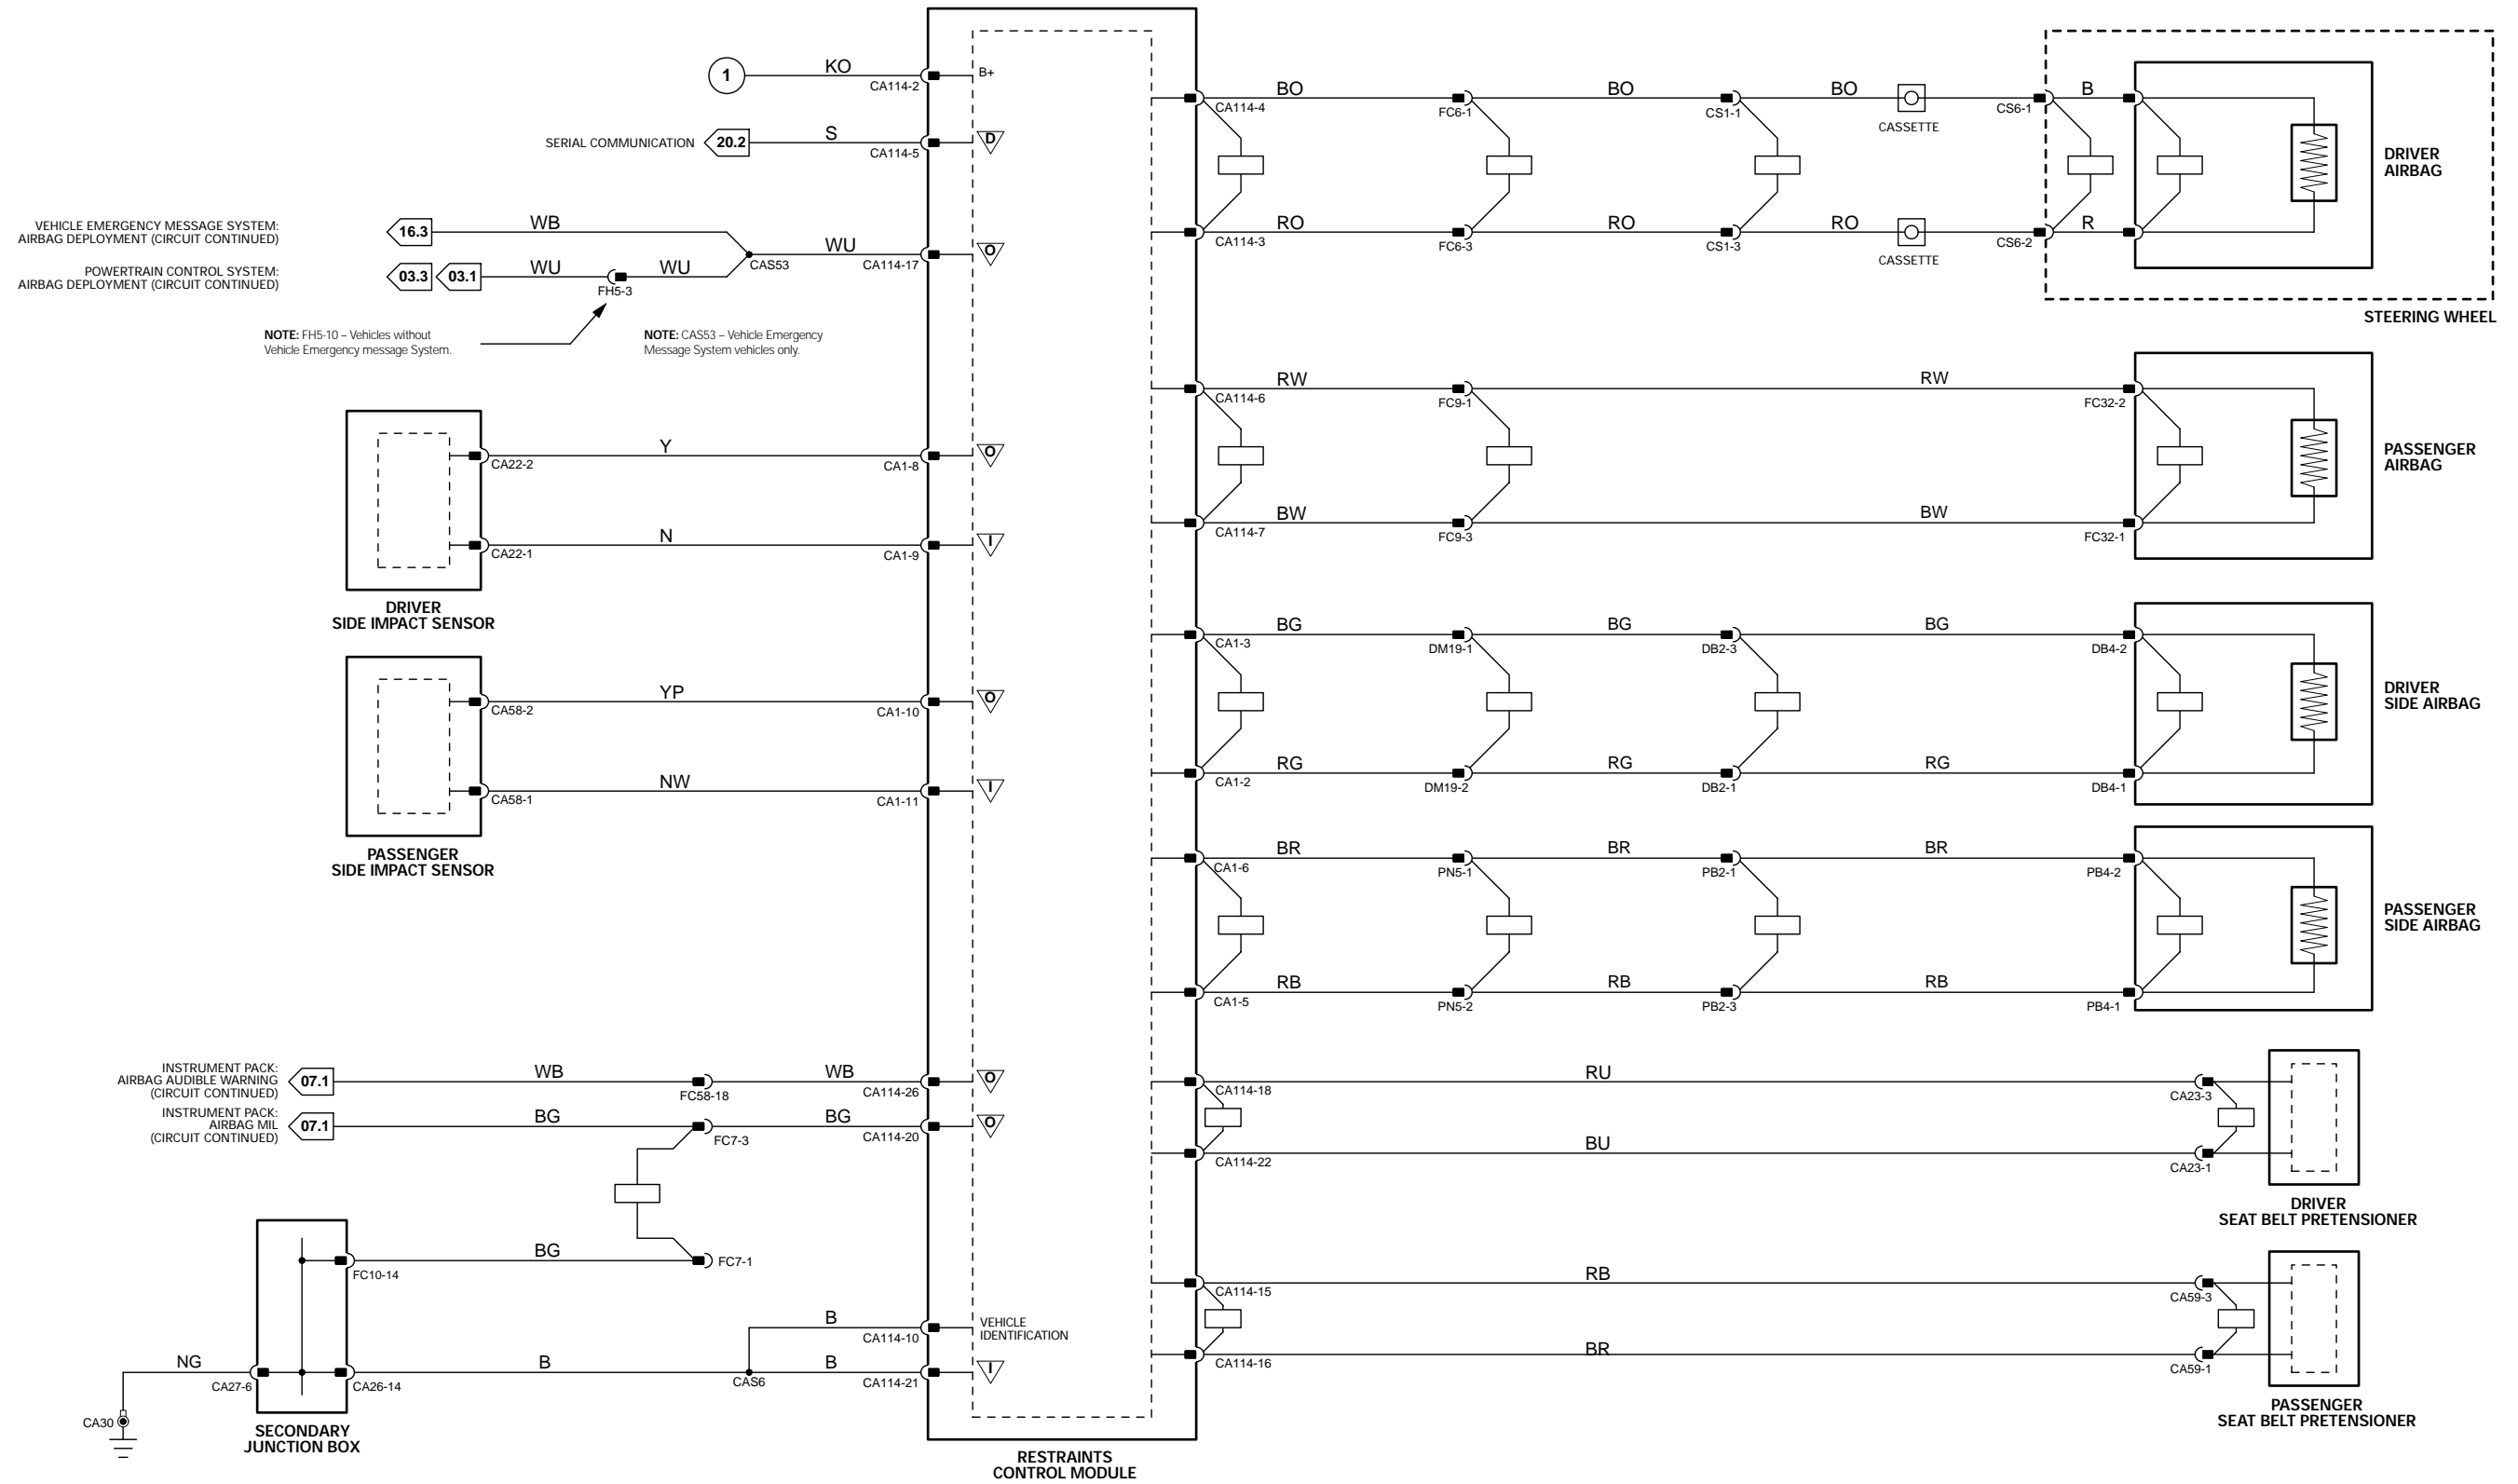 1
KO
CA114-2
B+
SERIAL COMMUNICATION
20.2
S
CA114-5
D
VEHICLE EMERGENCY MESSAGE SYSTEM:
AIRBAG DEPLOYMENT (CIRCUIT CONTINUED)
16.3
WB
POWERTRAIN CONTROL SYSTEM:
AIRBAG DEPLOYMENT (CIRCUIT CONTINUED)
03.3
03.1
WU
FH5-3
WU
CAS53
WU
CA114-17
O
NOTE: FH5-10 – Vehicles without
Vehicle Emergency message System.
NOTE: CAS53 – Vehicle Emergency
Message System vehicles only.
CA22-2
Y
CA1-8
O
CA22-1
N
CA1-9
I
DRIVER
SIDE IMPACT SENSOR
CA58-2
YP
CA1-10
O
CA58-1
NW
CA1-11
I
PASSENGER
SIDE IMPACT SENSOR
INSTRUMENT PACK:
AIRBAG AUDIBLE WARNING
(CIRCUIT CONTINUED)
07.1
WB
FC58-18
WB
CA114-26
O
INSTRUMENT PACK:
AIRBAG MIL
(CIRCUIT CONTINUED)
07.1
BG
FC7-3
BG
CA114-20
O
FC10-14
BG
FC7-1
B
CA114-10
VEHICLE
IDENTIFICATION
NG
CA27-6
CA26-14
B
CAS6
B
CA114-21
I
CA30
SECONDARY
JUNCTION BOX
RESTRAINTS
CONTROL MODULE
CA114-4
BO
FC6-1
BO
CS1-1
BO
CASSETTE
CS6-1
B
CA114-3
RO
FC6-3
RO
CS1-3
RO
CASSETTE
CS6-2
R
DRIVER
AIRBAG
STEERING WHEEL
CA114-6
RW
FC9-1
RW
FC32-2
CA114-7
BW
FC9-3
BW
FC32-1
PASSENGER
AIRBAG
CA1-3
BG
DM19-1
BG
DB2-3
BG
DB4-2
CA1-2
RG
DM19-2
RG
DB2-1
RG
DB4-1
DRIVER
SIDE AIRBAG
CA1-6
BR
PN5-1
BR
PB2-1
BR
PB4-2
CA1-5
RB
PN5-2
RB
PB2-3
RB
PB4-1
PASSENGER
SIDE AIRBAG
CA114-18
RU
CA23-3
CA114-22
BU
CA23-1
DRIVER
SEAT BELT PRETENSIONER
CA114-15
RB
CA59-3
CA114-16
BR
CA59-1
PASSENGER
SEAT BELT PRETENSIONER